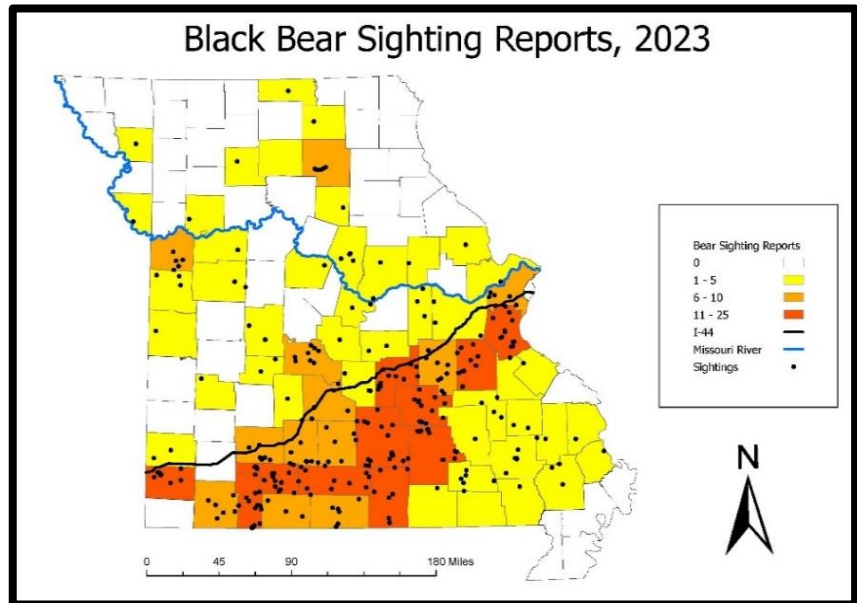 Black Bear Sighting Reports, 2023
Bear Sighting Reports
0
1 - 5
6 - 10
11 - 25
I-44
Missouri River
Sightings
N
0 45 90 180 Miles